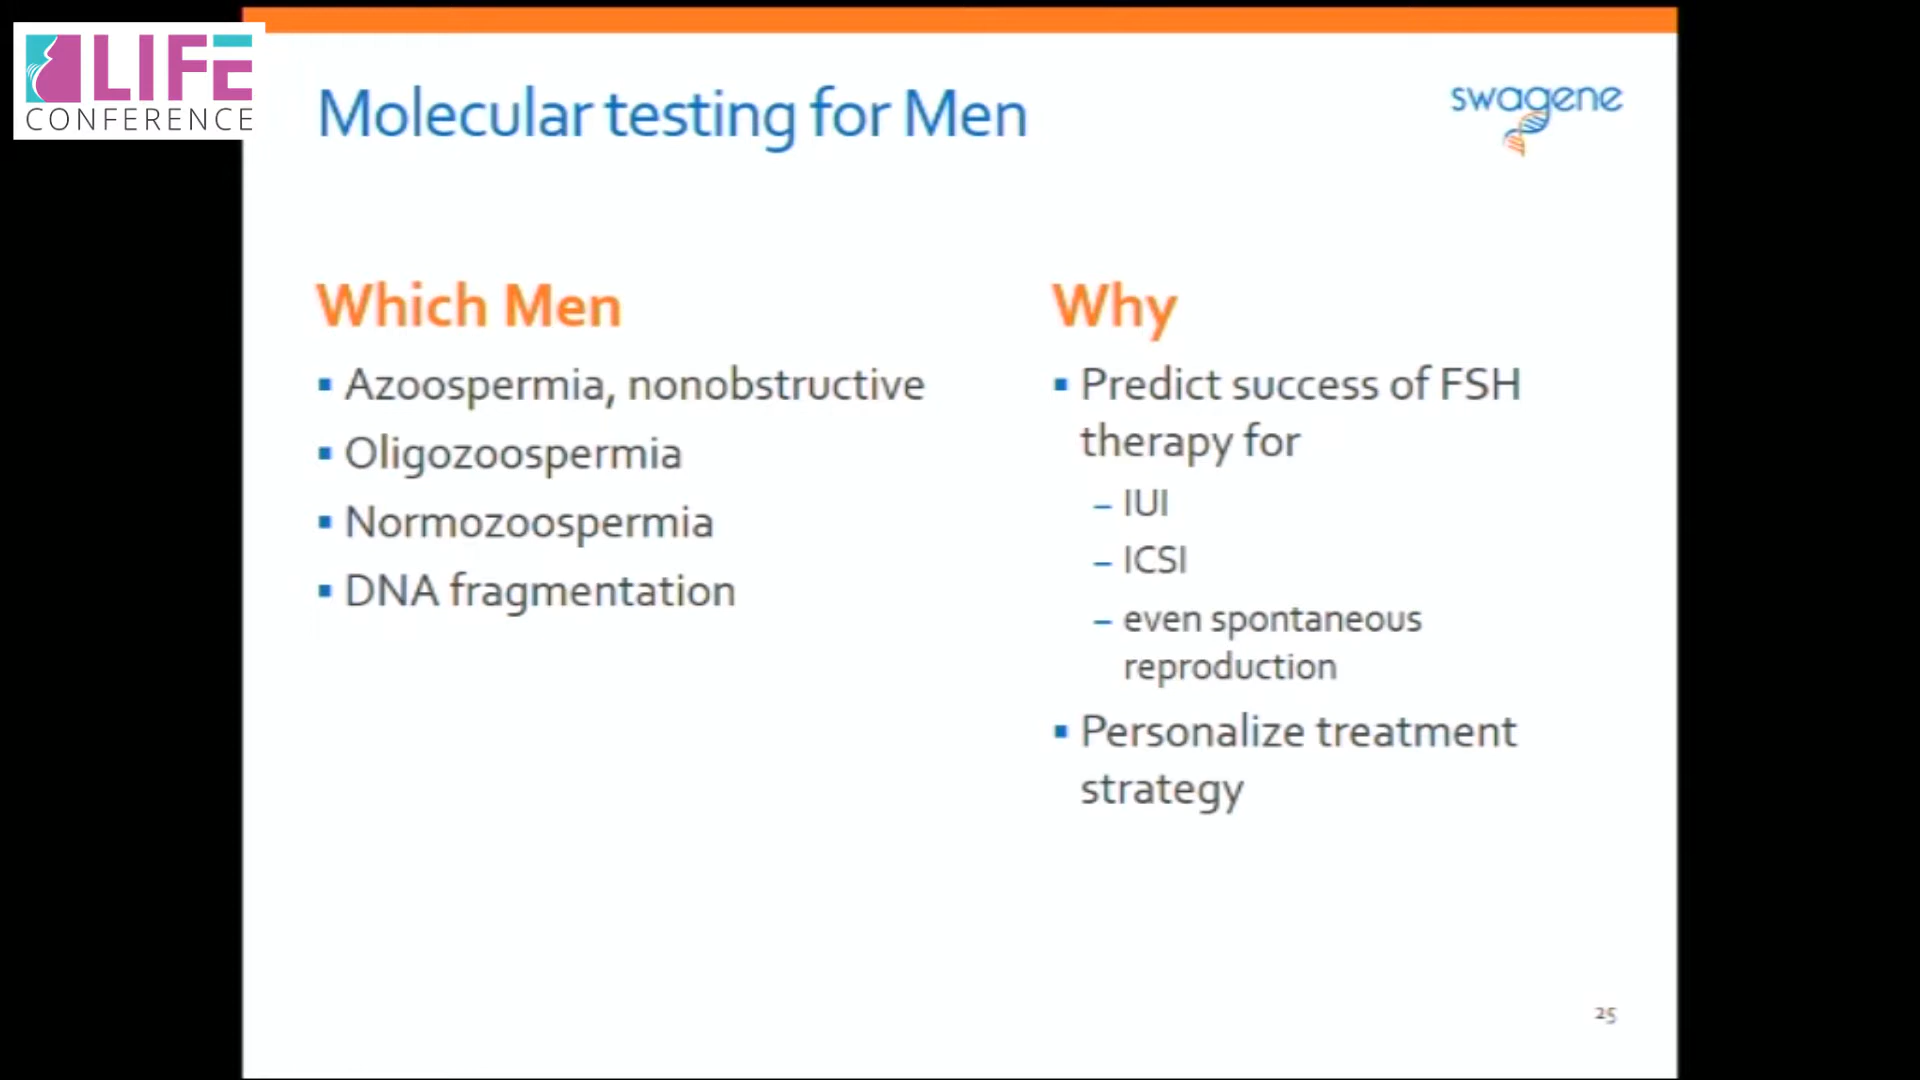 LIFE
CONFERENCE
Molecular testing for Men
swagene
Which Men
▪ Azoospermia, nonobstructive
▪ Oligozoospermia
▪ Normozoospermia
▪ DNA fragmentation
Why
▪ Predict success of FSH
therapy for
– IUI
– ICSI
– even spontaneous
reproduction
▪ Personalize treatment
strategy
25